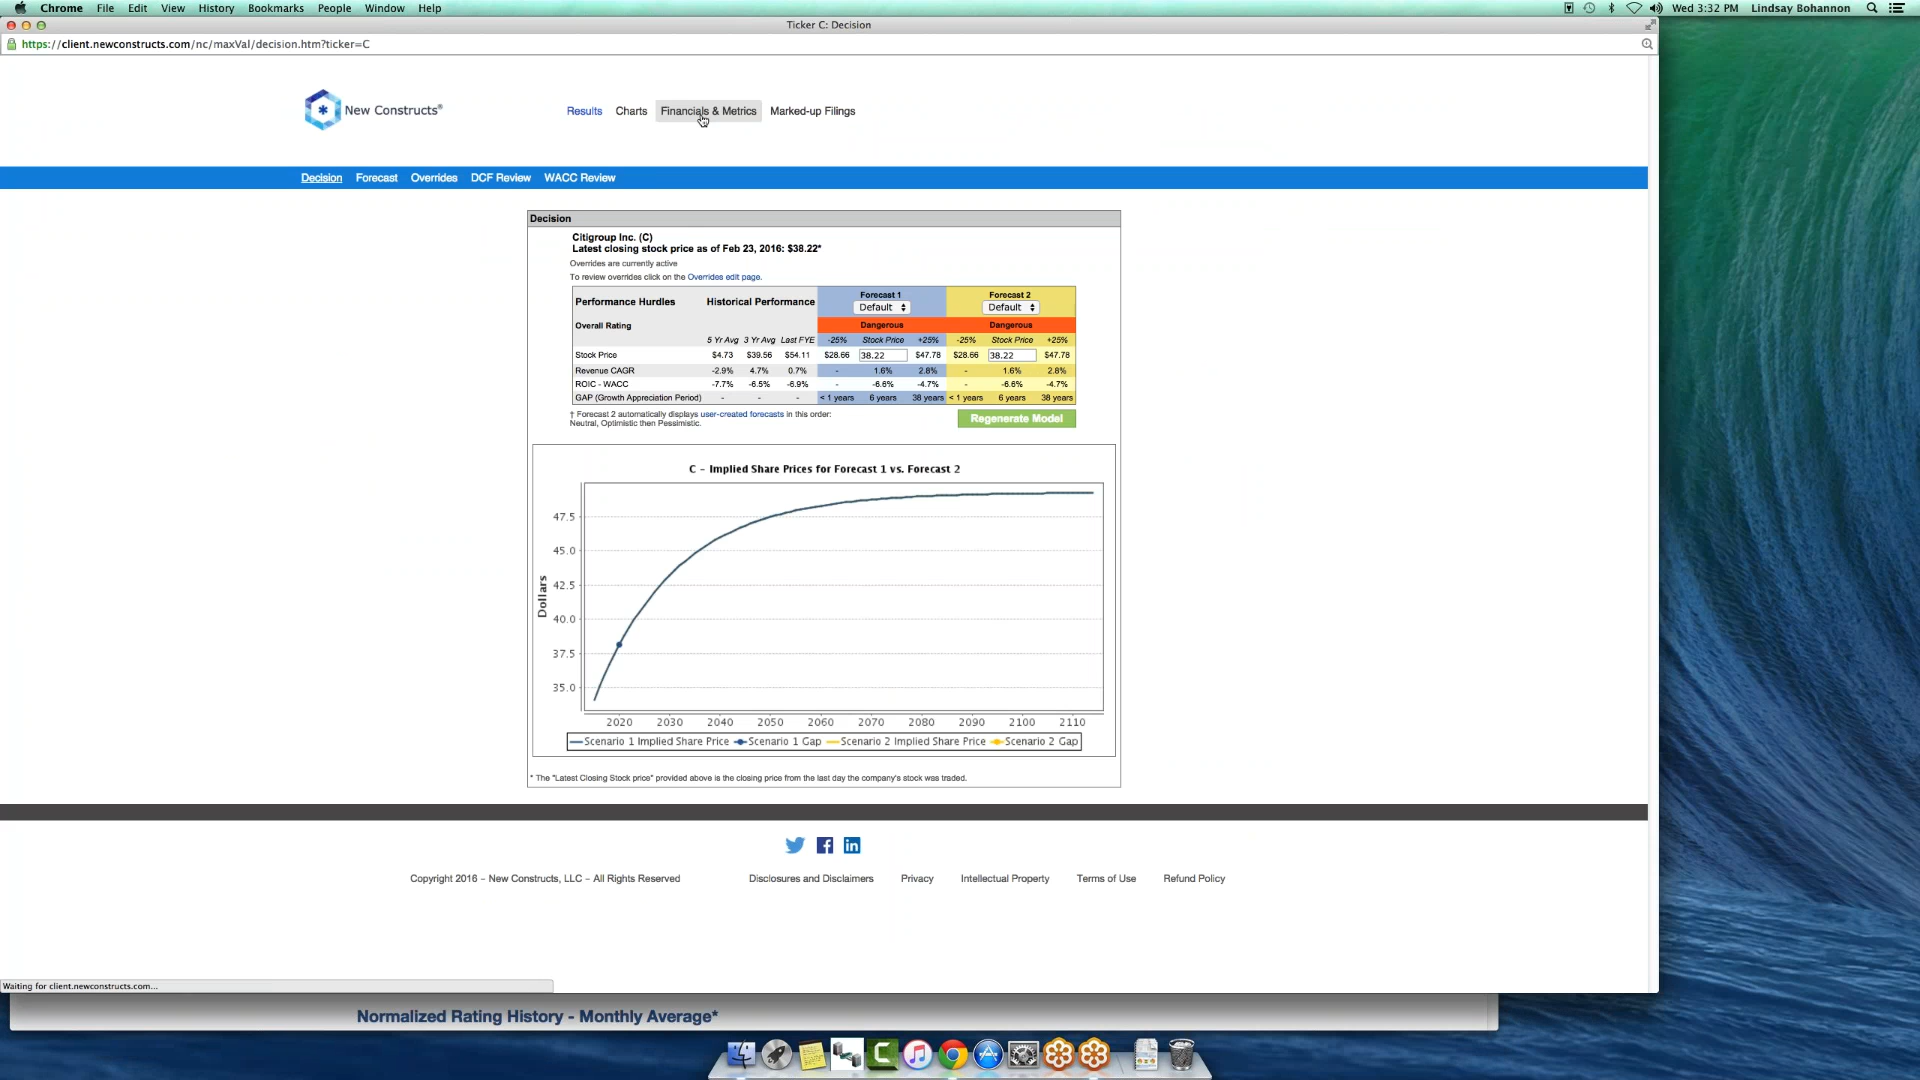 Chrome File Edit View History Bookmarks People Window Help
Wed 3:32 PM Lindsay Bohannon
Ticker C: Decision
https://client.newconstructs.com/nc/maxVal/decision.htm?ticker=C
New Constructs®
Results Charts Financials & Metrics Marked-up Filings
Decision Forecast Overrides DCF Review WACC Review
Decision
Citigroup Inc. (C)
Latest closing stock price as of Feb 23, 2016: $38.22*
Overrides are currently active
To review overrides click on the Overrides edit page.
Performance Hurdles Historical Performance Forecast 1 Forecast 2
Default Default
Overall Rating Dangerous Dangerous
5 Yr Avg 3 Yr Avg Last FYE -25% Stock Price +25% -25% Stock Price +25%
Stock Price $4.73 $39.56 $54.11 $28.66 38.22 $47.78 $28.66 38.22 $47.78
Revenue CAGR -2.9% 4.7% 0.7% - 1.6% 2.8% - 1.6% 2.8%
ROIC - WACC -7.7% -6.5% -6.9% - -6.6% -4.7% - -6.6% -4.7%
GAP (Growth Appreciation Period) - - - < 1 years 6 years 38 years < 1 years 6 years 38 years
† Forecast 2 automatically displays user-created forecasts in this order:
Neutral, Optimistic then Pessimistic.
Regenerate Model
C - Implied Share Prices for Forecast 1 vs. Forecast 2
Dollars
47.5
45.0
42.5
40.0
37.5
35.0
2020 2030 2040 2050 2060 2070 2080 2090 2100 2110
Scenario 1 Implied Share Price Scenario 1 Gap Scenario 2 Implied Share Price Scenario 2 Gap
* The "Latest Closing Stock price" provided above is the closing price from the last day the company's stock was traded.
Copyright 2016 – New Constructs, LLC – All Rights Reserved Disclosures and Disclaimers Privacy Intellectual Property Terms of Use Refund Policy
Waiting for client.newconstructs.com...
Normalized Rating History - Monthly Average*